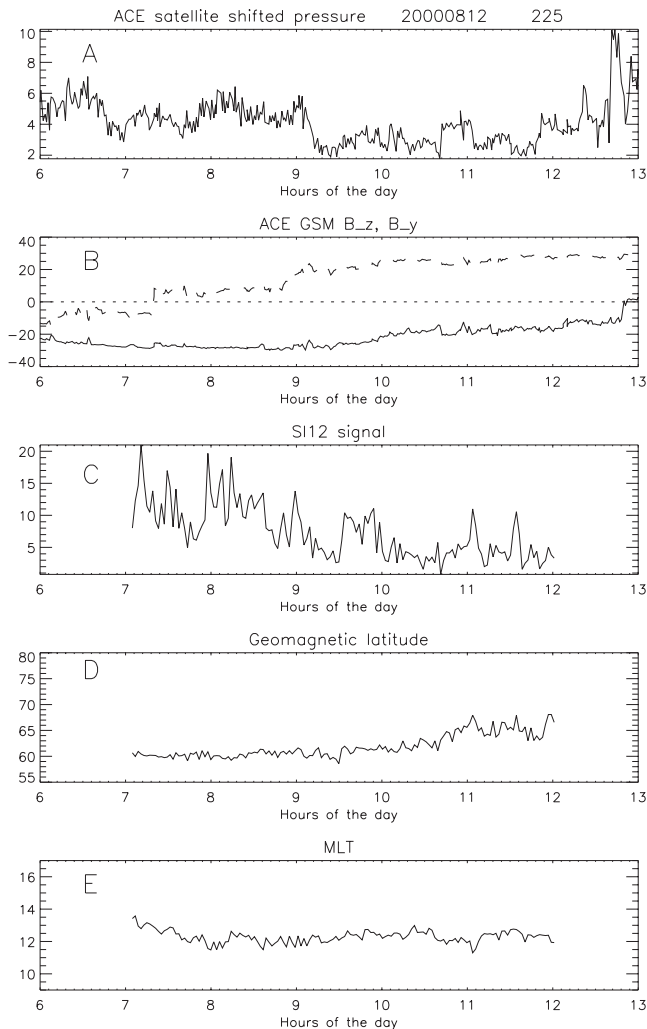 ACE satellite shifted pressure 20000812 225
A
10
8
6
4
2
6 7 8 9 10 11 12 13
Hours of the day
ACE GSM B_z, B_y
B
40
20
0
-20
-40
6 7 8 9 10 11 12 13
Hours of the day
SI12 signal
C
20
15
10
5
6 7 8 9 10 11 12 13
Hours of the day
Geomagnetic latitude
D
80
75
70
65
60
55
6 7 8 9 10 11 12 13
Hours of the day
MLT
E
16
14
12
10
6 7 8 9 10 11 12 13
Hours of the day